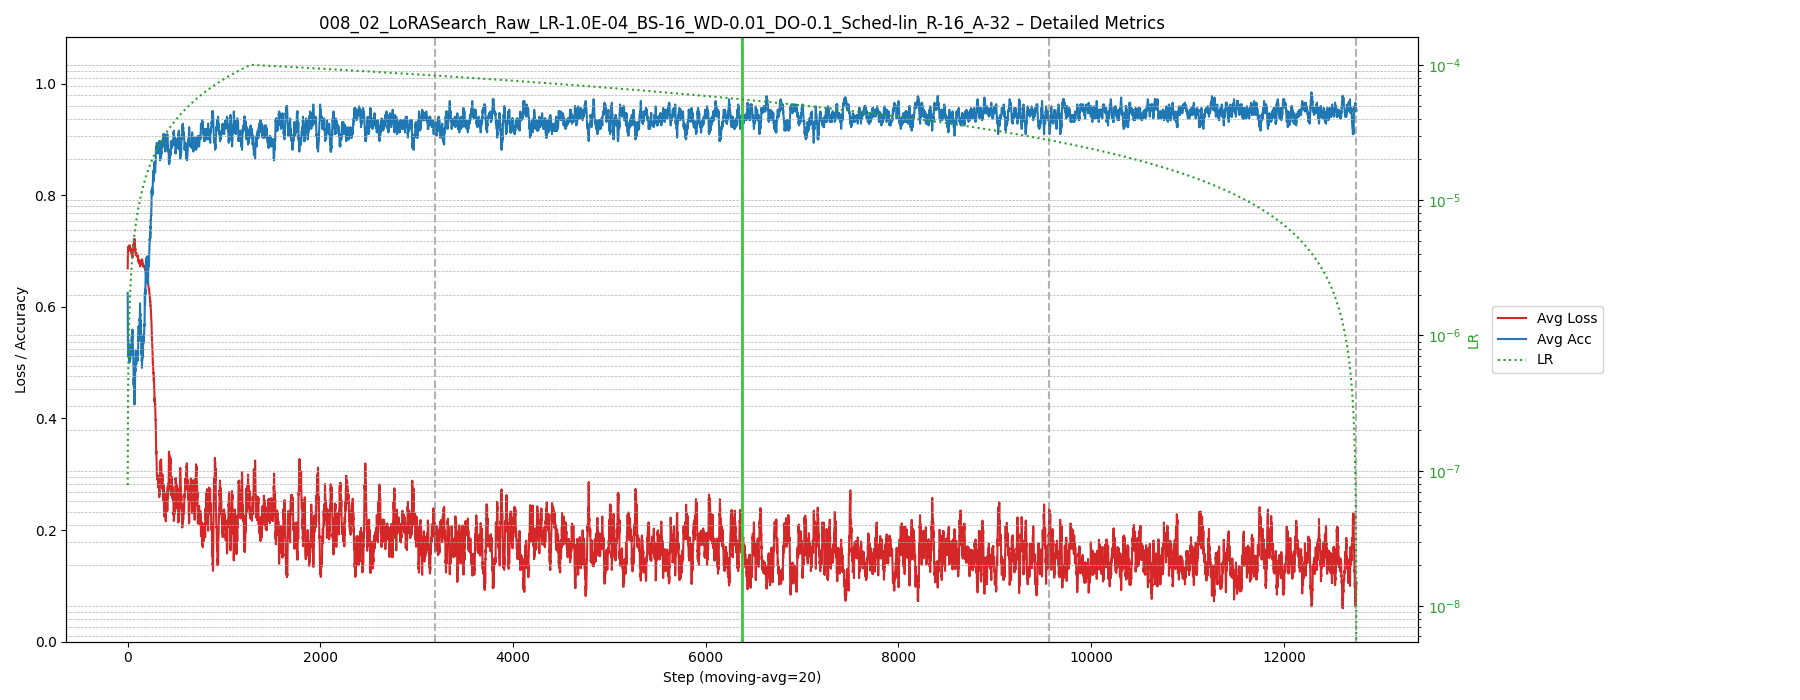 008_02_LoRASearch_Raw_LR-1.0E-04_BS-16_WD-0.01_DO-0.1_Sched-lin_R-16_A-32 – Detailed Metrics
Loss / Accuracy
1.0
0.8
0.6
0.4
0.2
0.0
0 2000 4000 6000 8000 10000 12000
Step (moving-avg=20)
10⁻⁴
10⁻⁵
10⁻⁶
10⁻⁷
10⁻⁸
LR
Avg Loss
Avg Acc
LR